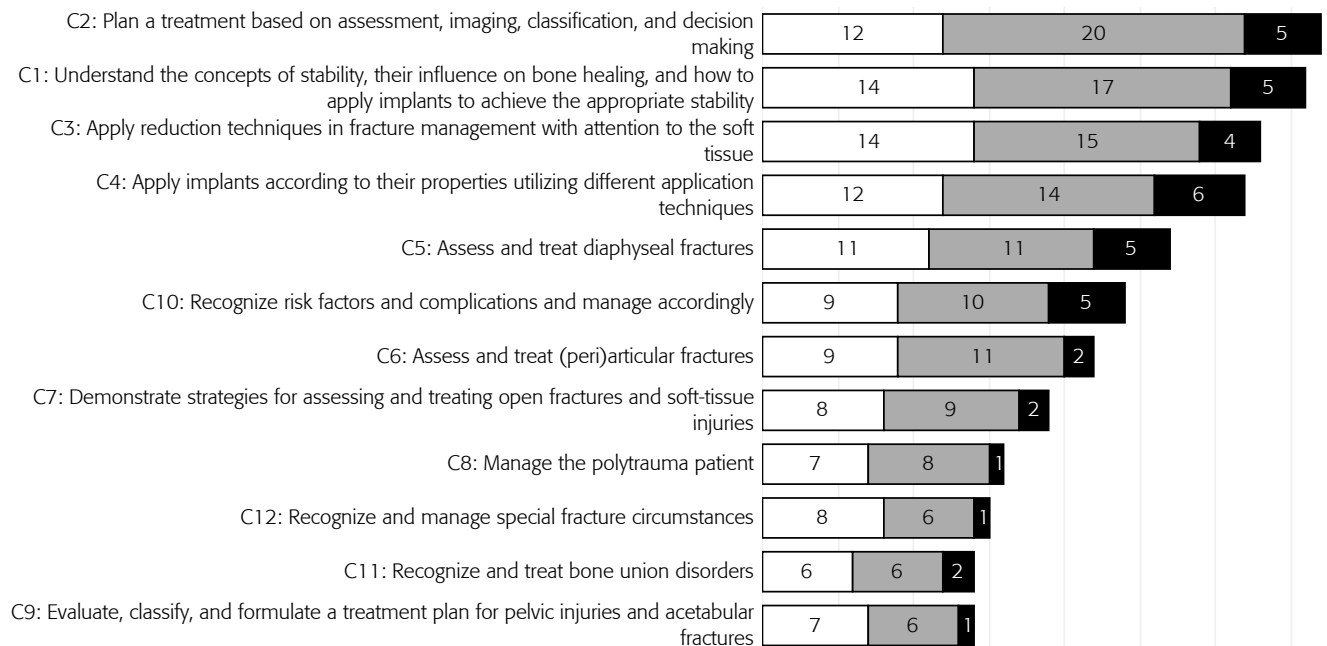 C2: Plan a treatment based on assessment, imaging, classification, and decision
making
12 20 5
C1: Understand the concepts of stability, their influence on bone healing, and how to
apply implants to achieve the appropriate stability
14 17 5
C3: Apply reduction techniques in fracture management with attention to the soft
tissue
14 15 4
C4: Apply implants according to their properties utilizing different application
techniques
12 14 6
C5: Assess and treat diaphyseal fractures
11 11 5
C10: Recognize risk factors and complications and manage accordingly
9 10 5
C6: Assess and treat (peri)articular fractures
9 11 2
C7: Demonstrate strategies for assessing and treating open fractures and soft-tissue
injuries
8 9 2
C8: Manage the polytrauma patient
7 8 1
C12: Recognize and manage special fracture circumstances
8 6 1
C11: Recognize and treat bone union disorders
6 6 2
C9: Evaluate, classify, and formulate a treatment plan for pelvic injuries and acetabular
fractures
7 6 1